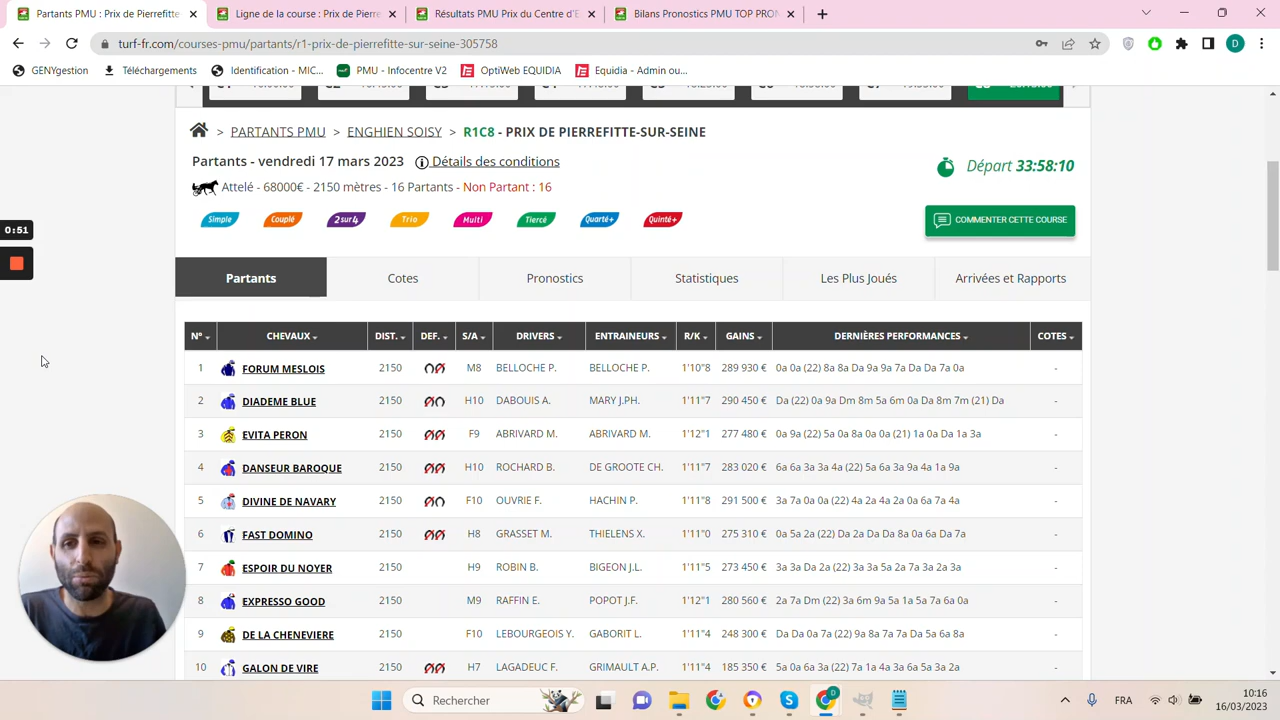 Partants PMU : Prix de Pierrefitte
Ligne de la course : Prix de Pierre
Résultats PMU Prix du Centre d'E
Bilans Pronostics PMU TOP PRON
turf-fr.com/courses-pmu/partants/r1-prix-de-pierrefitte-sur-seine-305758
D
GENYgestion
Téléchargements
Identification - MIC...
PMU - Infocentre V2
OptiWeb EQUIDIA
Equidia - Admin ou...
> PARTANTS PMU > ENGHIEN SOISY > R1C8 - PRIX DE PIERREFITTE-SUR-SEINE
Partants - vendredi 17 mars 2023 Détails des conditions
Départ 33:58:10
Attelé - 68000€ - 2150 mètres - 16 Partants - Non Partant : 16
Simple Couplé 2sur4 Trio Multi Tiercé Quarté+ Quinté+
COMMENTER CETTE COURSE
0:51
Partants Cotes Pronostics Statistiques Les Plus Joués Arrivées et Rapports
N° CHEVAUX DIST. DEF. S/A DRIVERS ENTRAINEURS R/K GAINS DERNIÈRES PERFORMANCES COTES
1 FORUM MESLOIS 2150 M8 BELLOCHE P. BELLOCHE P. 1'10"8 289 930 € 0a 0a (22) 8a 8a Da 9a 9a 7a Da Da 7a 0a -
2 DIADEME BLUE 2150 H10 DABOUIS A. MARY J.PH. 1'11"7 290 450 € Da (22) 0a 9a Dm 8m 5a 6m 0a Da 8m 7m (21) Da -
3 EVITA PERON 2150 F9 ABRIVARD M. ABRIVARD M. 1'12"1 277 480 € 0a 9a (22) 5a 0a 8a 0a 0a (21) 1a 0a Da 1a 3a -
4 DANSEUR BAROQUE 2150 H10 ROCHARD B. DE GROOTE CH. 1'11"7 283 020 € 6a 6a 3a 3a 4a (22) 5a 6a 3a 9a 4a 1a 9a -
5 DIVINE DE NAVARY 2150 F10 OUVRIE F. HACHIN P. 1'11"8 291 500 € 3a 7a 0a 0a (22) 4a 2a 4a 2a 0a 6a 7a 4a -
6 FAST DOMINO 2150 H8 GRASSET M. THIELENS X. 1'11"0 275 310 € 0a 5a 2a (22) Da 2a Da Da 8a 0a 6a Da 7a -
7 ESPOIR DU NOYER 2150 H9 ROBIN B. BIGEON J.L. 1'11"5 273 450 € 3a 3a Da 2a (22) 3a 3a 5a 2a 7a 3a 2a 3a -
8 EXPRESSO GOOD 2150 M9 RAFFIN E. POPOT J.F. 1'12"1 280 560 € 2a 7a Dm (22) 3a 6m 9a 5a 1a 5a 7a 6a 0a -
9 DE LA CHENEVIERE 2150 F10 LEBOURGEOIS Y. GABORIT L. 1'11"4 248 300 € Da Da 0a 7a (22) 9a 8a 7a 7a Da 5a 6a 8a -
10 GALON DE VIRE 2150 H7 LAGADEUC F. GRIMAULT A.P. 1'11"4 185 350 € 5a 0a 6a 3a (22) 7a 1a 4a 3a 6a 5a 3a 2a -
Rechercher
FRA
10:16
16/03/2023